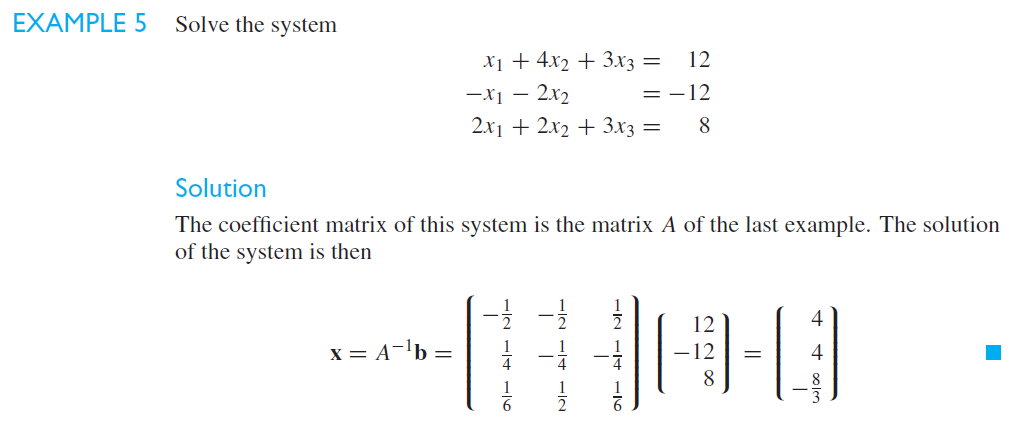 EXAMPLE 5 Solve the system
x₁ + 4x₂ + 3x₃ = 12
−x₁ − 2x₂ = −12
2x₁ + 2x₂ + 3x₃ = 8
Solution
The coefficient matrix of this system is the matrix A of the last example. The solution
of the system is then
x = A⁻¹b = ( −1/2 −1/2 1/2 ; 1/4 −1/4 −1/4 ; 1/6 1/2 1/6 ) ( 12 ; −12 ; 8 ) = ( 4 ; 4 ; −8/3 )